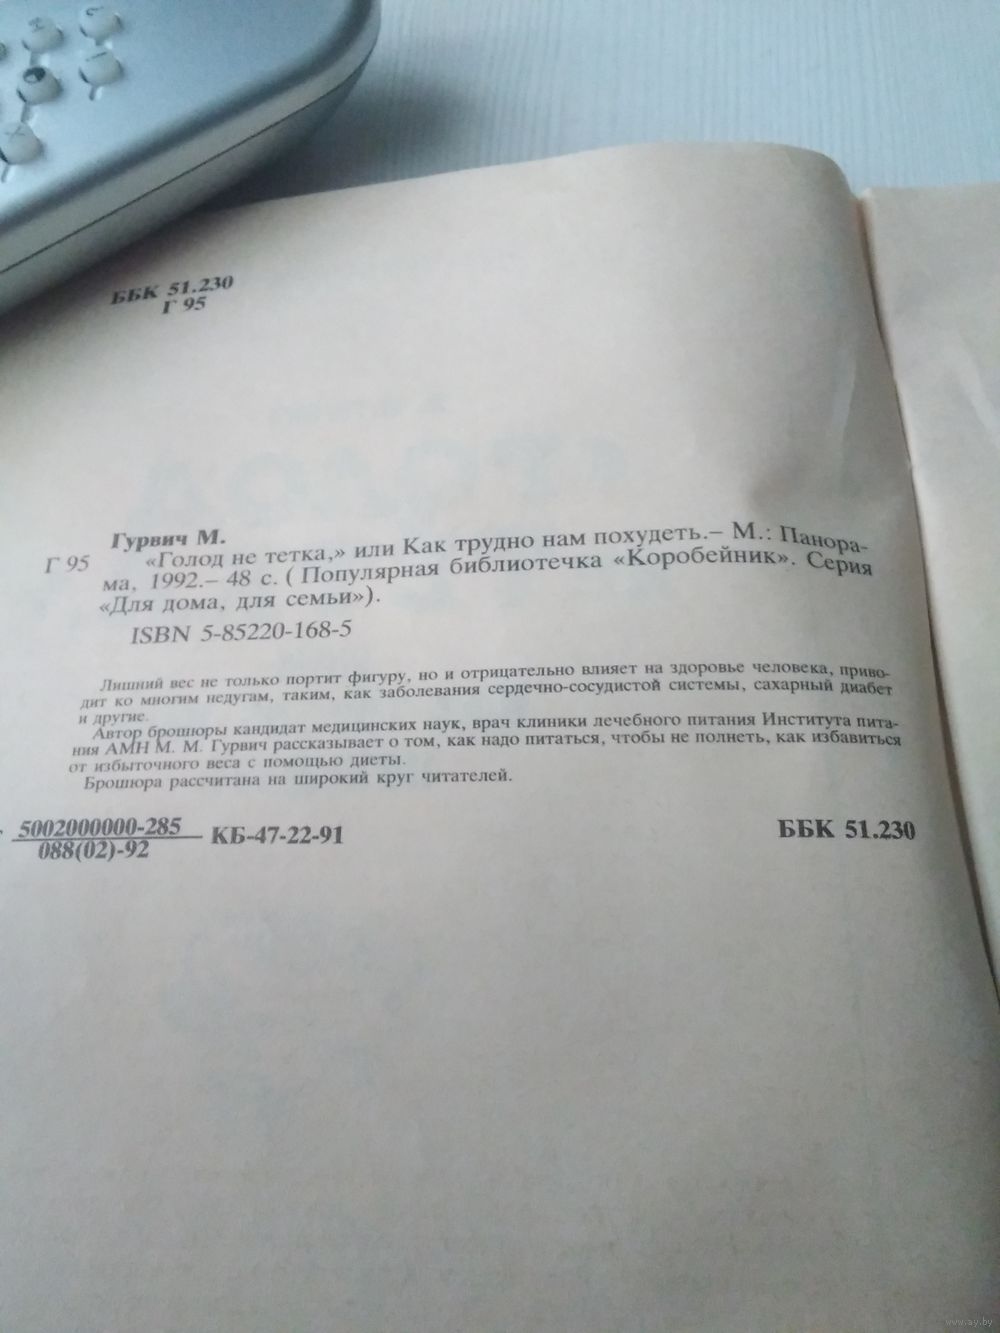 ББК 51.230
Г 95
Гурвич М.
Г 95 «Голод не тетка,» или Как трудно нам похудеть.– М.: Панора-
ма, 1992.– 48 с. ( Популярная библиотечка «Коробейник». Серия
«Для дома, для семьи»).
ISBN 5-85220-168-5
Лишний вес не только портит фигуру, но и отрицательно влияет на здоровье человека, приво-
дит ко многим недугам, таким, как заболевания сердечно-сосудистой системы, сахарный диабет
и другие.
Автор брошюры кандидат медицинских наук, врач клиники лечебного питания Института пита-
ния АМН М. М. Гурвич рассказывает о том, как надо питаться, чтобы не полнеть, как избавиться
от избыточного веса с помощью диеты.
Брошюра рассчитана на широкий круг читателей.
5002000000-285
088(02)-92
КБ-47-22-91
ББК 51.230
www.ay.by